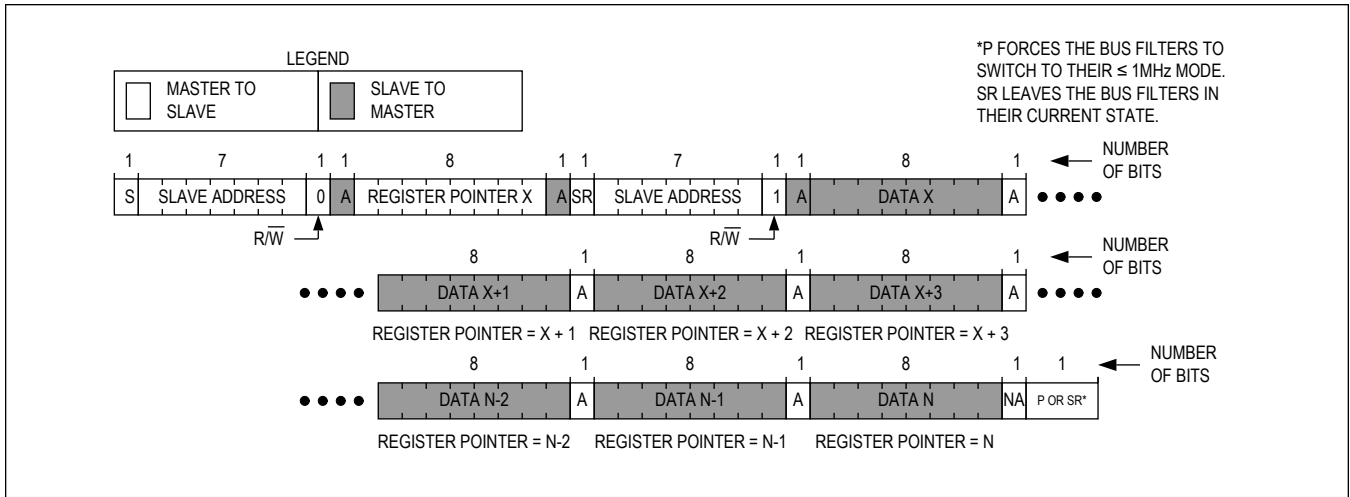 LEGEND
MASTER TO
SLAVE
SLAVE TO
MASTER
*P FORCES THE BUS FILTERS TO
SWITCH TO THEIR ≤ 1MHz MODE.
SR LEAVES THE BUS FILTERS IN
THEIR CURRENT STATE.
1 7 1 1 8 1 1 7 1 1 8 1 NUMBER
OF BITS
S SLAVE ADDRESS 0 A REGISTER POINTER X A SR SLAVE ADDRESS 1 A DATA X A
R/W̅ R/W̅
8 1 8 1 8 1 NUMBER
OF BITS
DATA X+1 A DATA X+2 A DATA X+3 A
REGISTER POINTER = X + 1 REGISTER POINTER = X + 2 REGISTER POINTER = X + 3
8 1 8 1 8 1 1 NUMBER
OF BITS
DATA N-2 A DATA N-1 A DATA N NA P OR SR*
REGISTER POINTER = N-2 REGISTER POINTER = N-1 REGISTER POINTER = N